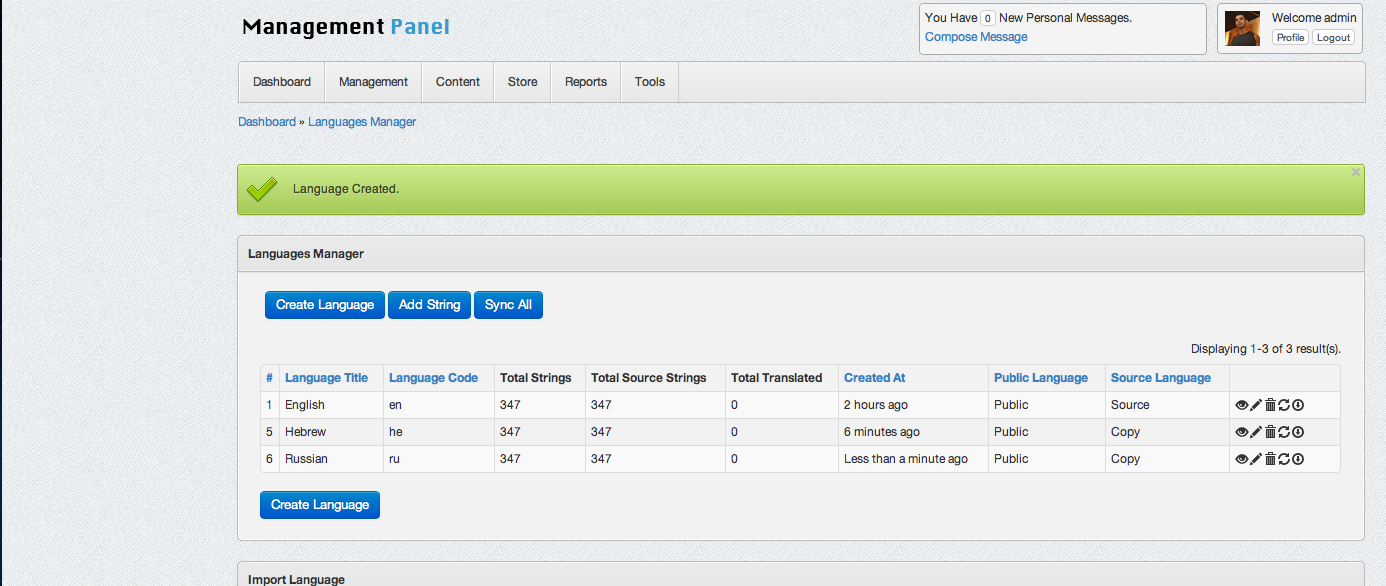 Management Panel
You Have 0 New Personal Messages.
Compose Message
Welcome admin
Profile Logout
Dashboard Management Content Store Reports Tools
Dashboard » Languages Manager
Language Created.
×
Languages Manager
Create Language Add String Sync All
Displaying 1-3 of 3 result(s).
# Language Title Language Code Total Strings Total Source Strings Total Translated Created At Public Language Source Language
1 English en 347 347 0 2 hours ago Public Source
5 Hebrew he 347 347 0 6 minutes ago Public Copy
6 Russian ru 347 347 0 Less than a minute ago Public Copy
Create Language
Import Language